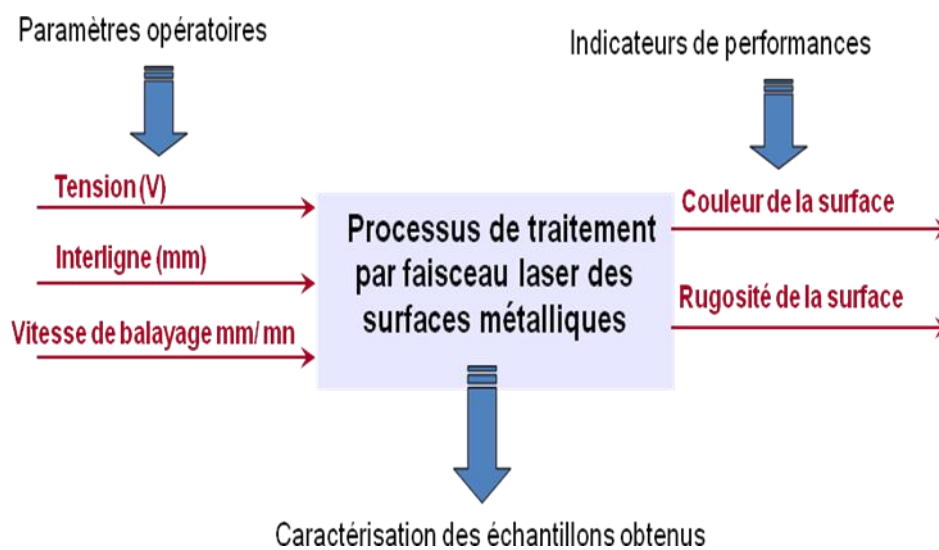 Paramètres opératoires
Indicateurs de performances
Tension (V)
Interligne (mm)
Vitesse de balayage mm/ mn
Processus de traitement
par faisceau laser des
surfaces métalliques
Couleur de la surface
Rugosité de la surface
Caractérisation des échantillons obtenus